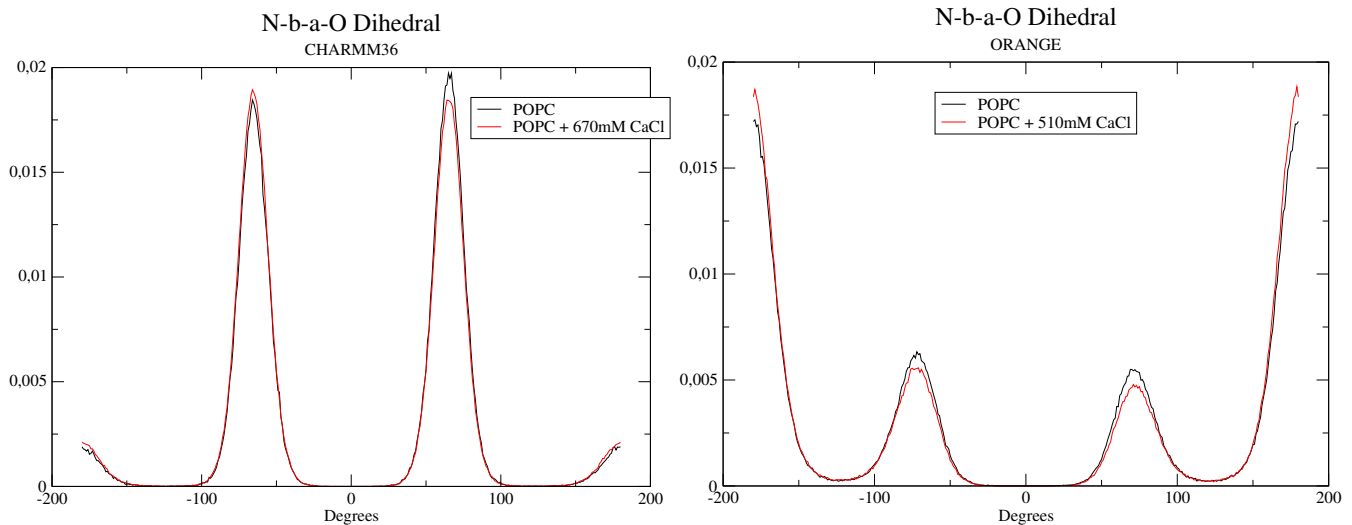 N-b-a-O Dihedral
CHARMM36
0,02
0,015
0,01
0,005
0
-200
-100
0
100
200
Degrees
POPC
POPC + 670mM CaCl
N-b-a-O Dihedral
ORANGE
0,02
0,015
0,01
0,005
0
-200
-100
0
100
200
Degrees
POPC
POPC + 510mM CaCl